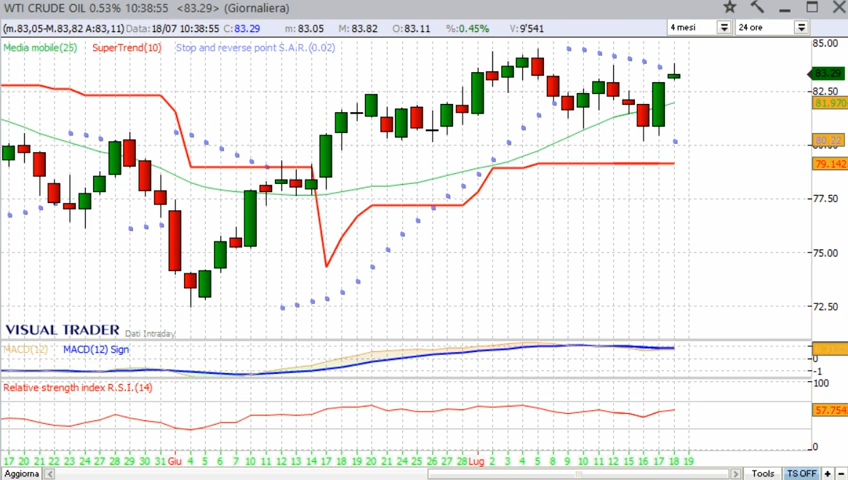 WTI CRUDE OIL 0.53% 10:38:55 <83.29> (Giornaliera)
(m.83,05-M.83,82 A:83,11) Data:18/07 10:38:55 C:83.29 m:83.05 M:83.82 O:83.11 %:0.45% V:9'541
4 mesi 24 ore
Media mobile(25) SuperTrend(10) Stop and reverse point S.A.R.(0.02)
85.00
83.29
82.50
81.970
80.22
79.142
77.50
75.00
72.50
VISUAL TRADER Dati Intraday
MACD(12) MACD(12) Sign
0
-1
Relative strength index R.S.I.(14)
100
57.754
0
17 20 21 22 23 24 27 28 29 30 31 Giu 4 5 6 7 10 11 12 13 14 17 18 19 20 21 24 25 26 27 28 Lug 2 3 4 5 8 9 10 11 12 15 16 17 18 19
Aggiorna Tools TS OFF + -